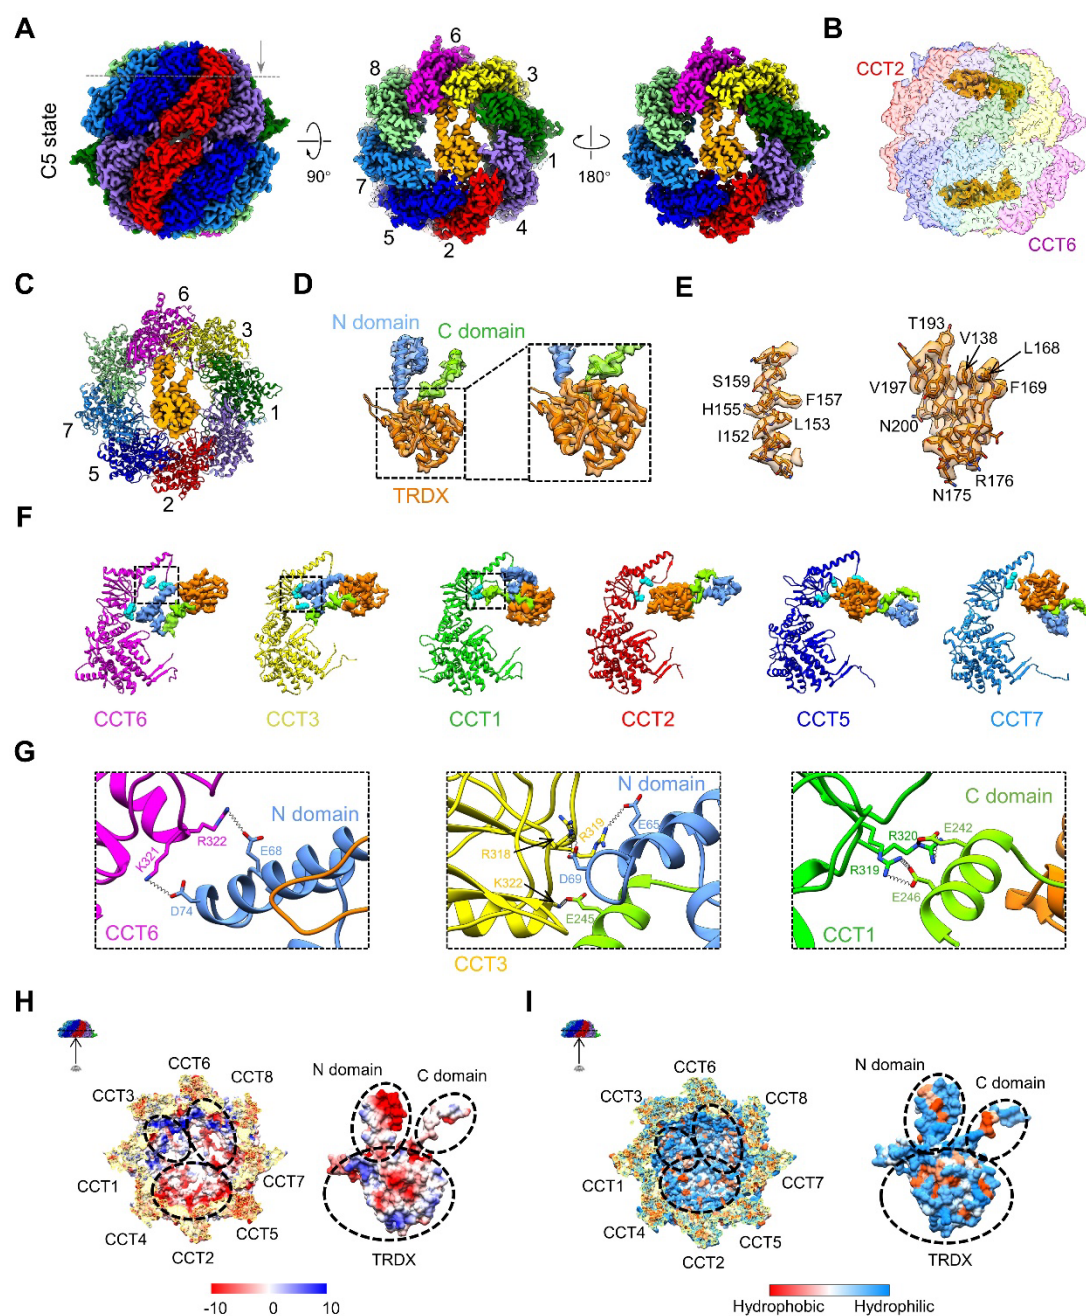 A
C5 state
90°
6
8
3
1
7
4
5
2
180°
B
CCT2
CCT6
C
6
3
1
7
5
2
D
N domain
C domain
TRDX
E
S159
F157
H155
L153
I152
T193
V138
L168
V197
F169
N200
R176
N175
F
CCT6
CCT3
CCT1
CCT2
CCT5
CCT7
G
N domain
R322
E68
K321
D74
CCT6
N domain
R319
E65
R318
D69
K322
E245
CCT3
C domain
R320
E242
R319
E246
CCT1
H
CCT6
CCT3
CCT8
CCT1
CCT7
CCT4
CCT5
CCT2
N domain
C domain
TRDX
-10
0
10
I
CCT6
CCT3
CCT8
CCT1
CCT7
CCT4
CCT5
CCT2
N domain
C domain
TRDX
Hydrophobic
Hydrophilic